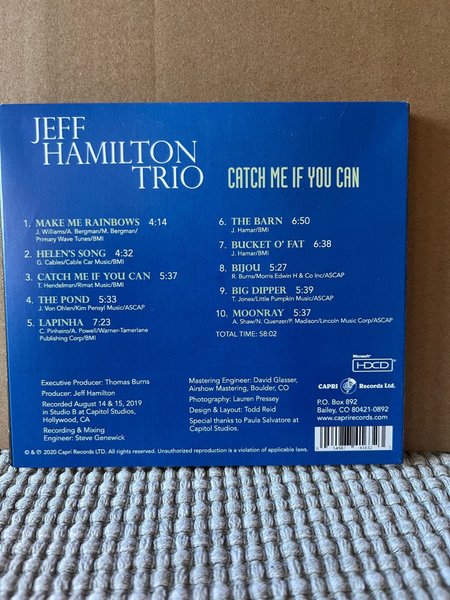 JEFF
HAMILTON
TRIO
CATCH ME IF YOU CAN
1. MAKE ME RAINBOWS 4:14
J. Williams/A. Bergman/M. Bergman/
Primary Wave Tunes/BMI
2. HELEN'S SONG 4:32
G. Cables/Cable Car Music/BMI
3. CATCH ME IF YOU CAN 5:37
T. Hendelman/Rimat Music/BMI
4. THE POND 5:33
J. Von Ohlen/Kim Pensyl Music/ASCAP
5. LAPINHA 7:23
C. Pinheiro/A. Powell/Warner-Tamerlane
Publishing Corp/BMI
6. THE BARN 6:50
J. Hamar/BMI
7. BUCKET O' FAT 6:38
J. Hamar/BMI
8. BIJOU 5:27
R. Burns/Morris Edwin H & Co Inc/ASCAP
9. BIG DIPPER 5:39
T. Jones/Little Pumpkin Music/ASCAP
10. MOONRAY 5:37
A. Shaw/N. Quenzer/P. Madison/Lincoln Music Corp/ASCAP
TOTAL TIME: 58:02
Executive Producer: Thomas Burns
Producer: Jeff Hamilton
Recorded August 14 & 15, 2019
in Studio B at Capitol Studios,
Hollywood, CA
Recording & Mixing
Engineer: Steve Genewick
Mastering Engineer: David Glasser,
Airshow Mastering, Boulder, CO
Photography: Lauren Pressey
Design & Layout: Todd Reid
Special thanks to Paula Salvatore at
Capitol Studios.
Microsoft®
HDCD
CAPRI Records Ltd.
P.O. Box 892
Bailey, CO 80421-0892
www.caprirecords.com
© & ℗ 2020 Capri Records LTD. All rights reserved. Unauthorized reproduction is a violation of applicable laws.